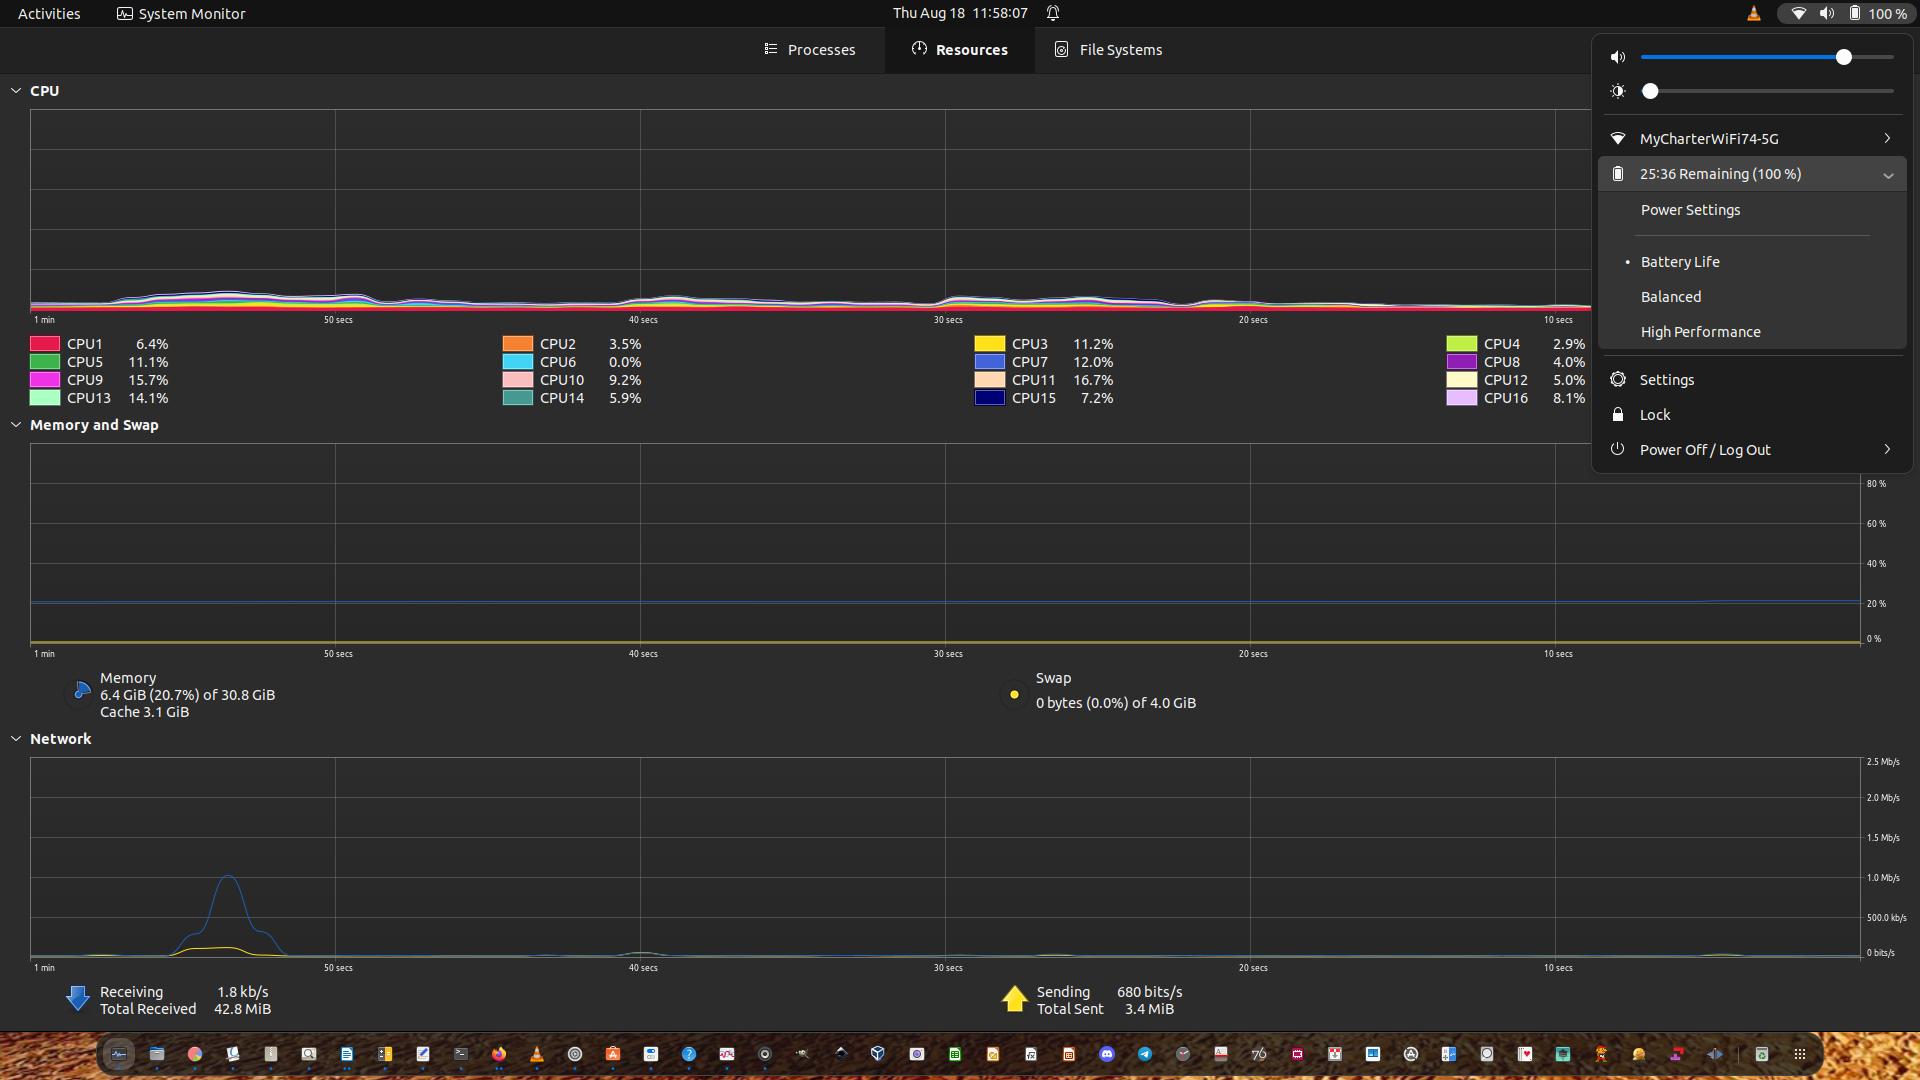 Activities System Monitor Thu Aug 18 11:58:07 100 %
Processes Resources File Systems
CPU
1 min 50 secs 40 secs 30 secs 20 secs 10 secs
CPU1 6.4% CPU2 3.5% CPU3 11.2% CPU4 2.9%
CPU5 11.1% CPU6 0.0% CPU7 12.0% CPU8 4.0%
CPU9 15.7% CPU10 9.2% CPU11 16.7% CPU12 5.0%
CPU13 14.1% CPU14 5.9% CPU15 7.2% CPU16 8.1%
MyCharterWiFi74-5G
25:36 Remaining (100 %)
Power Settings
Battery Life
Balanced
High Performance
Settings
Lock
Power Off / Log Out
Memory and Swap
80 %
60 %
40 %
20 %
0 %
1 min 50 secs 40 secs 30 secs 20 secs 10 secs
Memory
6.4 GiB (20.7%) of 30.8 GiB
Cache 3.1 GiB
Swap
0 bytes (0.0%) of 4.0 GiB
Network
2.5 Mb/s
2.0 Mb/s
1.5 Mb/s
1.0 Mb/s
500.0 kb/s
0 bits/s
1 min 50 secs 40 secs 30 secs 20 secs 10 secs
Receiving 1.8 kb/s
Total Received 42.8 MiB
Sending 680 bits/s
Total Sent 3.4 MiB
76